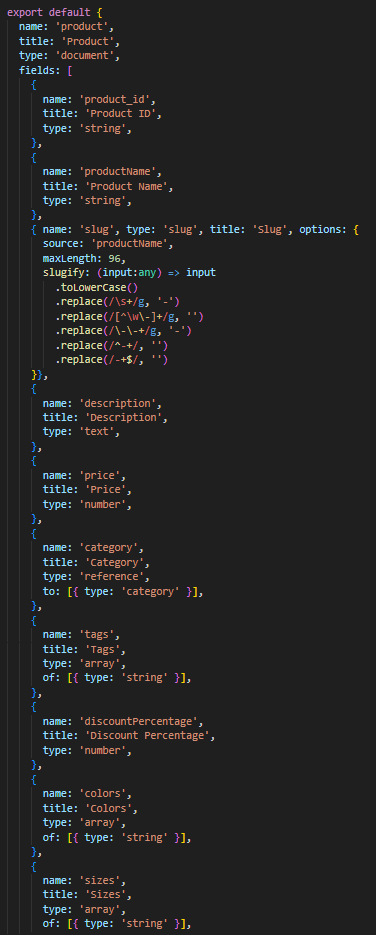 export default {
  name: 'product',
  title: 'Product',
  type: 'document',
  fields: [
    {
      name: 'product_id',
      title: 'Product ID',
      type: 'string',
    },
    {
      name: 'productName',
      title: 'Product Name',
      type: 'string',
    },
    { name: 'slug', type: 'slug', title: 'Slug', options: {
      source: 'productName',
      maxLength: 96,
      slugify: (input:any) => input
        .toLowerCase()
        .replace(/\s+/g, '-')
        .replace(/[^\w\-]+/g, '')
        .replace(/\-\-+/g, '-')
        .replace(/^-+/, '')
        .replace(/-+$/, '')
    }},
    {
      name: 'description',
      title: 'Description',
      type: 'text',
    },
    {
      name: 'price',
      title: 'Price',
      type: 'number',
    },
    {
      name: 'category',
      title: 'Category',
      type: 'reference',
      to: [{ type: 'category' }],
    },
    {
      name: 'tags',
      title: 'Tags',
      type: 'array',
      of: [{ type: 'string' }],
    },
    {
      name: 'discountPercentage',
      title: 'Discount Percentage',
      type: 'number',
    },
    {
      name: 'colors',
      title: 'Colors',
      type: 'array',
      of: [{ type: 'string' }],
    },
    {
      name: 'sizes',
      title: 'Sizes',
      type: 'array',
      of: [{ type: 'string' }],